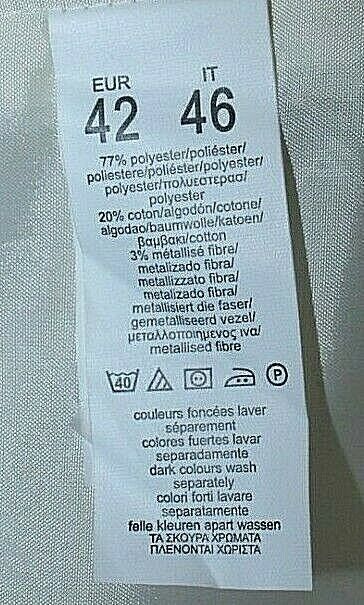 EUR IT
42 46
77% polyester/poliéster/
poliestere/poliéster/polyester/
polyester/πολυεστερασ/
polyester
20% coton/algodón/cotone/
algodao/baumwolle/katoen/
βαμβακι/cotton
3% métallisé fibre/
metalizado fibra/
metalizzato fibra/
metalizado fibra/
metallisiert die faser/
gemetalliseerd vezel/
μεταλλοποιημενος ινα/
metallised fibre
40 P
couleurs foncées laver
séparement
colores fuertes lavar
separadamente
dark colours wash
separately
colori forti lavare
separatamente
felle kleuren apart wassen
ΤΑ ΣΚΟΥΡΑ ΧΡΩΜΑΤΑ
ΠΛΕΝΟΝΤΑΙ ΧΩΡΙΣΤΑ